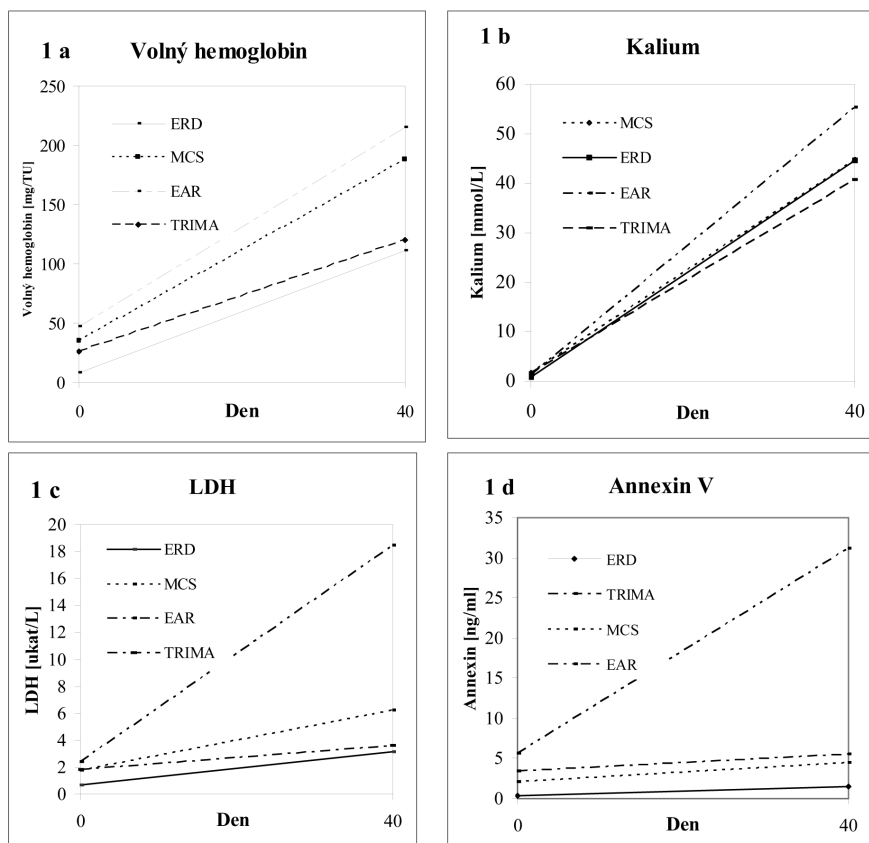 1 a
Volný hemoglobin
Volný hemoglobin [mg/TU]
250
200
150
100
50
0
ERD
MCS
EAR
TRIMA
0
Den
40
1 b
Kalium
Kalium [mmol/L]
60
50
40
30
20
10
0
MCS
ERD
EAR
TRIMA
0
Den
40
1 c
LDH
LDH [ukat/L]
20
18
16
14
12
10
8
6
4
2
0
ERD
MCS
EAR
TRIMA
0
Den
40
1 d
Annexin V
Annexin [ng/ml]
35
30
25
20
15
10
5
0
ERD
TRIMA
MCS
EAR
0
Den
40